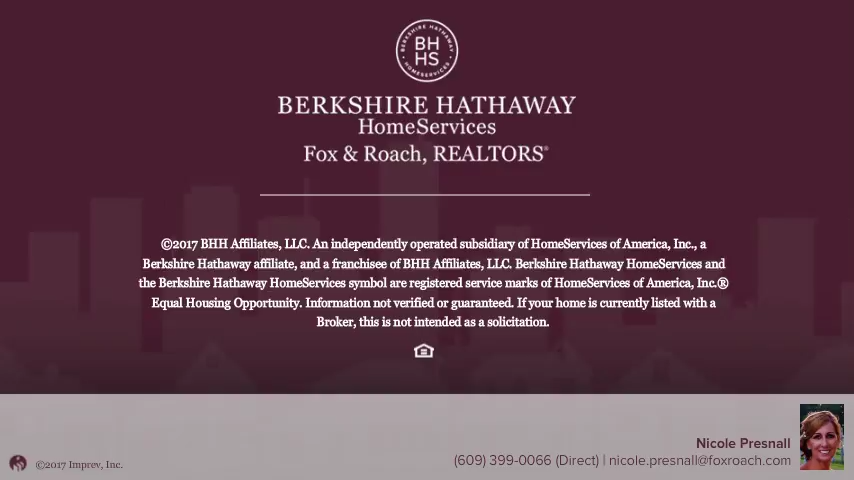 BERKSHIRE HATHAWAY
HOMESERVICES
BH
HS
BERKSHIRE HATHAWAY
HomeServices
Fox & Roach, REALTORS®
©2017 BHH Affiliates, LLC. An independently operated subsidiary of HomeServices of America, Inc., a
Berkshire Hathaway affiliate, and a franchisee of BHH Affiliates, LLC. Berkshire Hathaway HomeServices and
the Berkshire Hathaway HomeServices symbol are registered service marks of HomeServices of America, Inc.®
Equal Housing Opportunity. Information not verified or guaranteed. If your home is currently listed with a
Broker, this is not intended as a solicitation.
Nicole Presnall
(609) 399-0066 (Direct) | nicole.presnall@foxroach.com
©2017 Imprev, Inc.